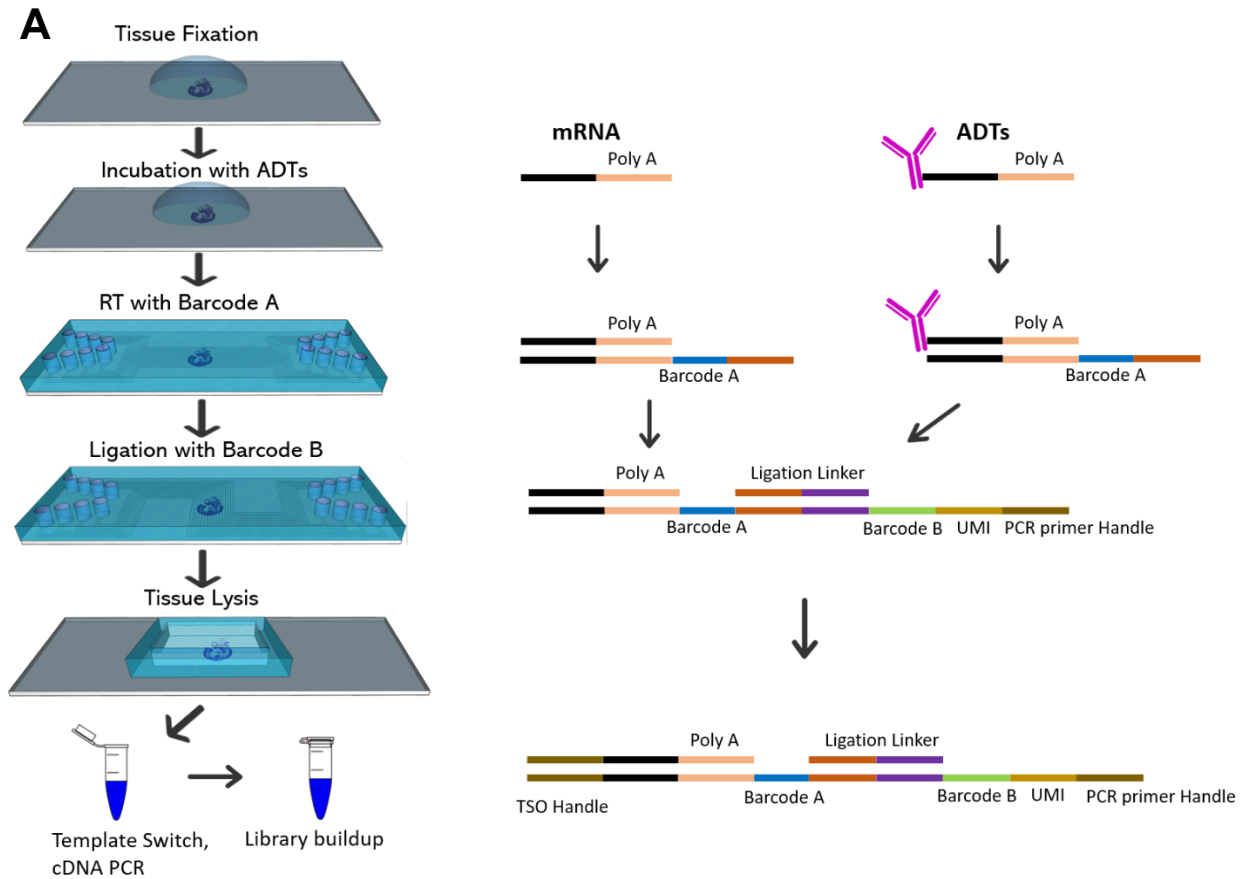 A
Tissue Fixation
Incubation with ADTs
RT with Barcode A
Ligation with Barcode B
Tissue Lysis
Template Switch,
cDNA PCR
Library buildup
mRNA
Poly A
ADTs
Poly A
Poly A
Barcode A
Poly A
Barcode A
Poly A
Ligation Linker
Barcode A
Barcode B
UMI
PCR primer Handle
Poly A
Ligation Linker
TSO Handle
Barcode A
Barcode B
UMI
PCR primer Handle